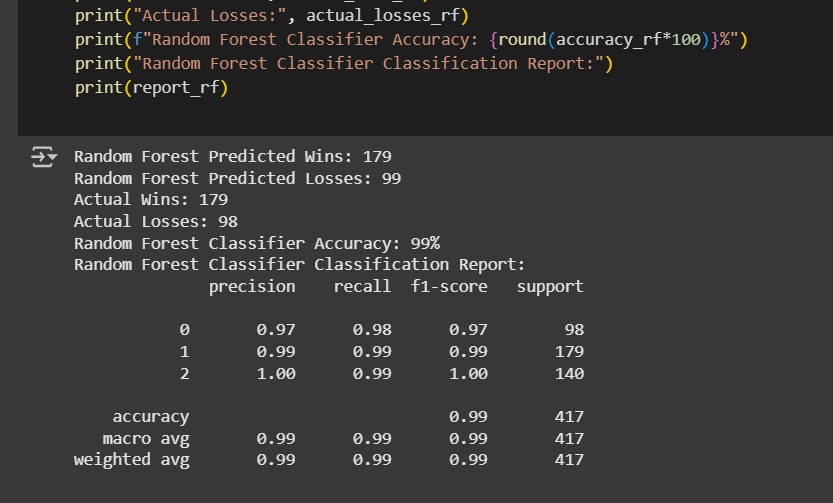 print("Actual Losses:", actual_losses_rf)
print(f"Random Forest Classifier Accuracy: {round(accuracy_rf*100)}%")
print("Random Forest Classifier Classification Report:")
print(report_rf)
Random Forest Predicted Wins: 179
Random Forest Predicted Losses: 99
Actual Wins: 179
Actual Losses: 98
Random Forest Classifier Accuracy: 99%
Random Forest Classifier Classification Report:
precision recall f1-score support
0 0.97 0.98 0.97 98
1 0.99 0.99 0.99 179
2 1.00 0.99 1.00 140
accuracy 0.99 417
macro avg 0.99 0.99 0.99 417
weighted avg 0.99 0.99 0.99 417